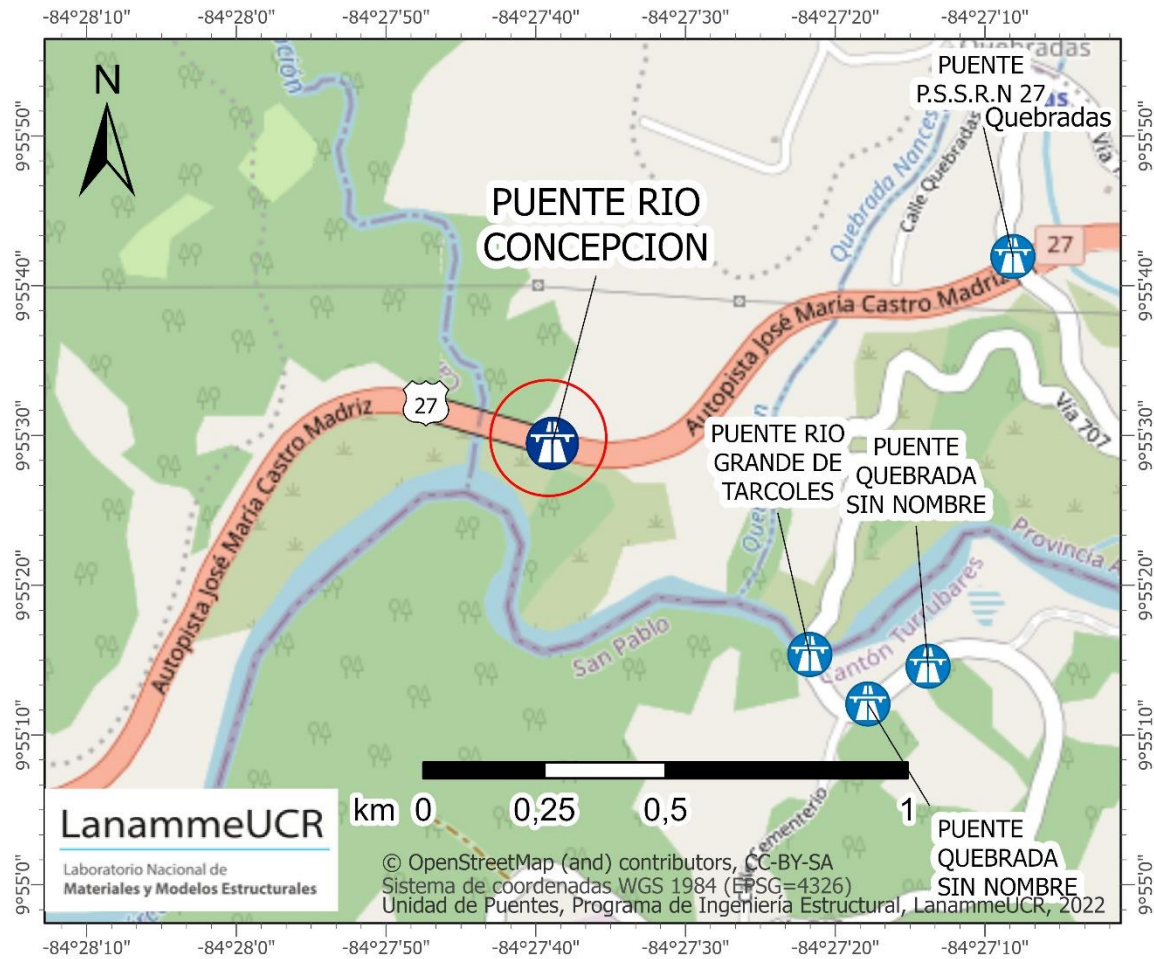 -84°28'10"
-84°28'0"
-84°27'50"
-84°27'40"
-84°27'30"
-84°27'20"
-84°27'10"
9°55'50"
9°55'40"
9°55'30"
9°55'20"
9°55'10"
9°55'0"
N
Quebradas
PUENTE
P.S.S.R.N 27
Quebradas
PUENTE RIO
CONCEPCION
Quebrada Nances
Calle Quebradas
27
Autopista José María Castro Madriz
27
Autopista José María Castro Madriz
Autopista José María Castro Madriz
Vía 707
PUENTE RIO
GRANDE DE
TARCOLES
PUENTE
QUEBRADA
SIN NOMBRE
San Pablo
Cantón Turrubares
Provincia A
Calle Cementerio
PUENTE
QUEBRADA
SIN NOMBRE
km 0 0,25 0,5 1
LanammeUCR
Laboratorio Nacional de
Materiales y Modelos Estructurales
© OpenStreetMap (and) contributors, CC-BY-SA
Sistema de coordenadas WGS 1984 (EPSG=4326)
Unidad de Puentes, Programa de Ingeniería Estructural, LanammeUCR, 2022
9°55'50"
9°55'40"
9°55'30"
9°55'20"
9°55'10"
9°55'0"
-84°28'10"
-84°28'0"
-84°27'50"
-84°27'40"
-84°27'30"
-84°27'20"
-84°27'10"